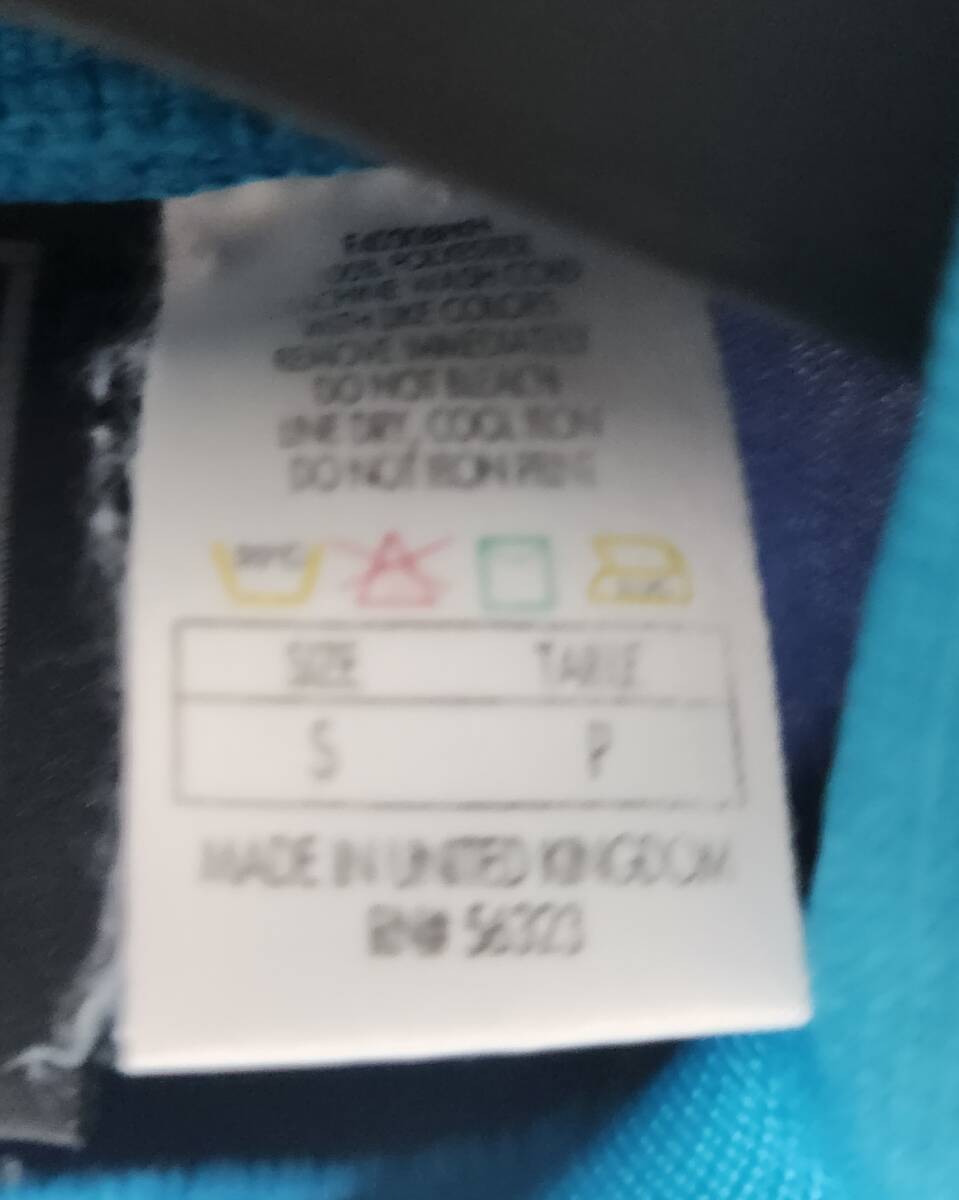 100% POLYESTER
MACHINE WASH COLD
WITH LIKE COLORS
REMOVE IMMEDIATELY
DO NOT BLEACH
LINE DRY, COOL IRON
DO NOT IRON PRINT
SIZE TAILLE
S P
MADE IN UNITED KINGDOM
RN# 56323